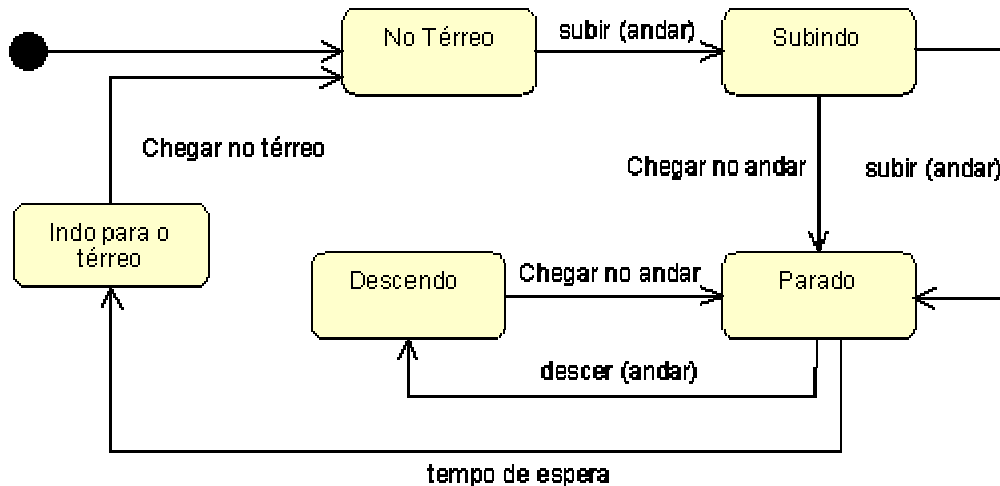 No Térreo
subir (andar)
Subindo
Chegar no térreo
Chegar no andar
subir (andar)
Indo para o
térreo
Descendo
Chegar no andar
Parado
descer (andar)
tempo de espera